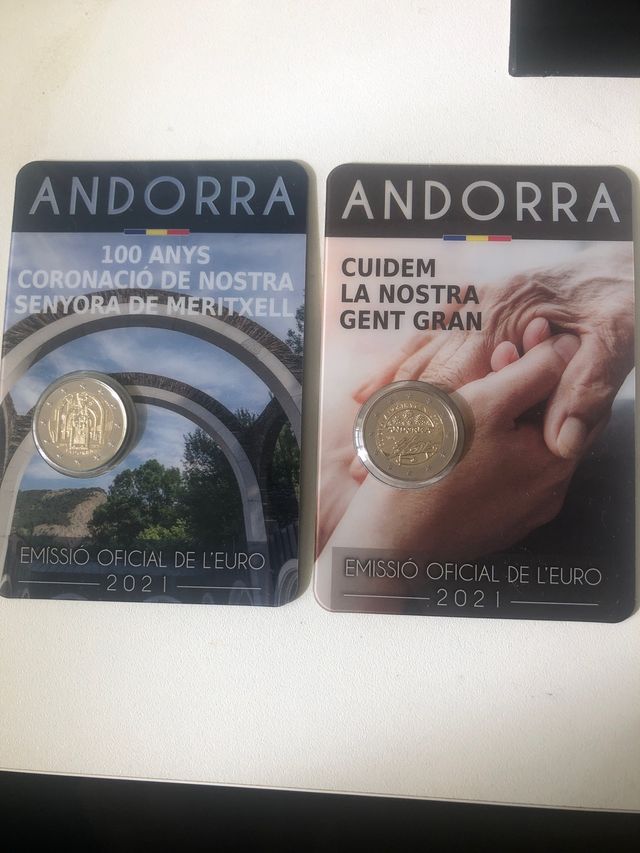 ANDORRA
100 ANYS
CORONACIÓ DE NOSTRA
SENYORA DE MERITXELL
EMISSIÓ OFICIAL DE L'EURO
2021
ANDORRA
CUIDEM
LA NOSTRA
GENT GRAN
EMISSIÓ OFICIAL DE L'EURO
2021